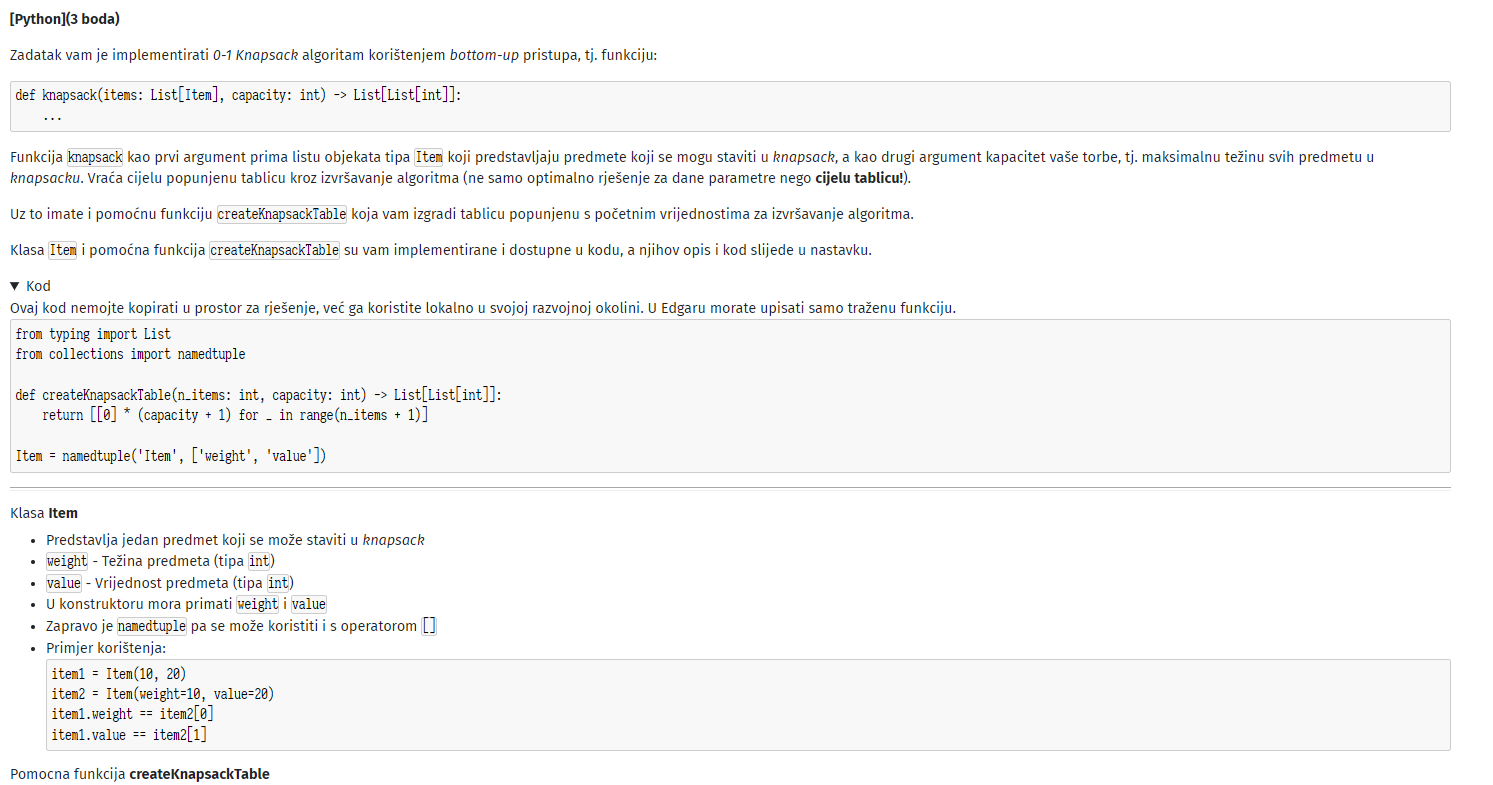 [Python](3 boda)
Zadatak vam je implementirati 0-1 Knapsack algoritam korištenjem bottom-up pristupa, tj. funkciju:
def knapsack(items: List[Item], capacity: int) -> List[List[int]]:
    ...
Funkcija knapsack kao prvi argument prima listu objekata tipa Item koji predstavljaju predmete koji se mogu staviti u knapsack, a kao drugi argument kapacitet vaše torbe, tj. maksimalnu težinu svih predmetu u
knapsacku. Vraća cijelu popunjenu tablicu kroz izvršavanje algoritma (ne samo optimalno rješenje za dane parametre nego cijelu tablicu!).
Uz to imate i pomoćnu funkciju createKnapsackTable koja vam izgradi tablicu popunjenu s početnim vrijednostima za izvršavanje algoritma.
Klasa Item i pomoćna funkcija createKnapsackTable su vam implementirane i dostupne u kodu, a njihov opis i kod slijede u nastavku.
▼ Kod
Ovaj kod nemojte kopirati u prostor za rješenje, već ga koristite lokalno u svojoj razvojnoj okolini. U Edgaru morate upisati samo traženu funkciju.
from typing import List
from collections import namedtuple
def createKnapsackTable(n_items: int, capacity: int) -> List[List[int]]:
    return [[0] * (capacity + 1) for _ in range(n_items + 1)]
Item = namedtuple('Item', ['weight', 'value'])
Klasa Item
• Predstavlja jedan predmet koji se može staviti u knapsack
• weight - Težina predmeta (tipa int)
• value - Vrijednost predmeta (tipa int)
• U konstruktoru mora primati weight i value
• Zapravo je namedtuple pa se može koristiti i s operatorom []
• Primjer korištenja:
item1 = Item(10, 20)
item2 = Item(weight=10, value=20)
item1.weight == item2[0]
item1.value == item2[1]
Pomocna funkcija createKnapsackTable